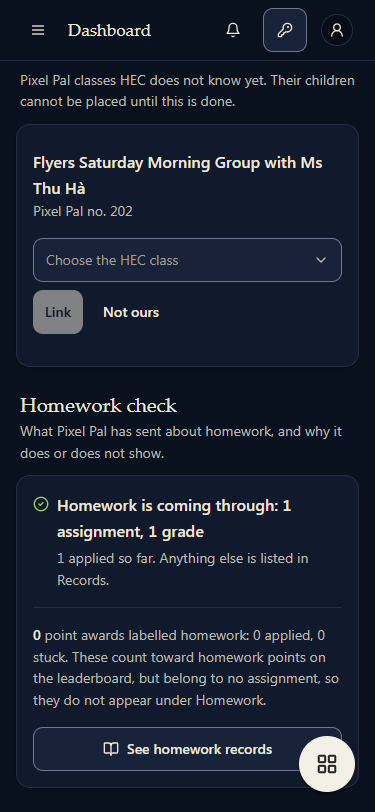 Dashboard
Pixel Pal classes HEC does not know yet. Their children
cannot be placed until this is done.
Flyers Saturday Morning Group with Ms
Thu Hà
Pixel Pal no. 202
Choose the HEC class
Link
Not ours
Homework check
What Pixel Pal has sent about homework, and why it
does or does not show.
Homework is coming through: 1
assignment, 1 grade
1 applied so far. Anything else is listed in
Records.
0 point awards labelled homework: 0 applied, 0
stuck. These count toward homework points on
the leaderboard, but belong to no assignment, so
they do not appear under Homework.
See homework records